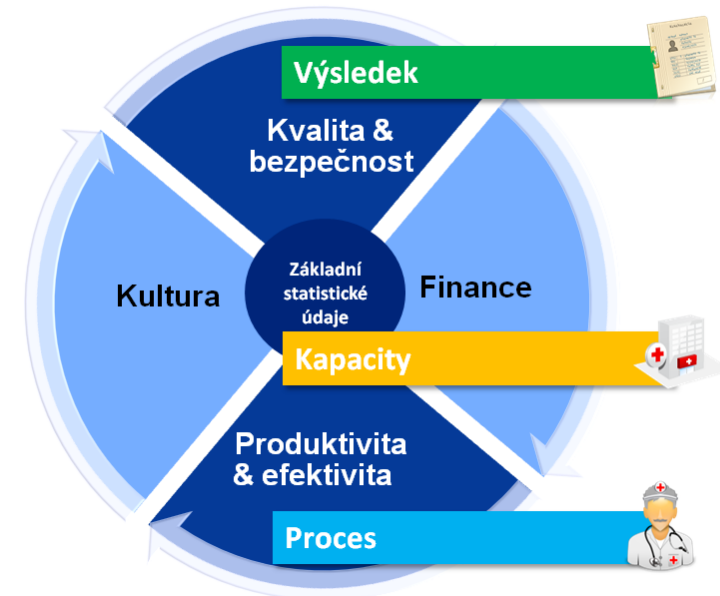 Výsledek
Kvalita &
bezpečnost
Základní
statistické
údaje
Kultura
Finance
Kapacity
Produktivita
& efektivita
Proces